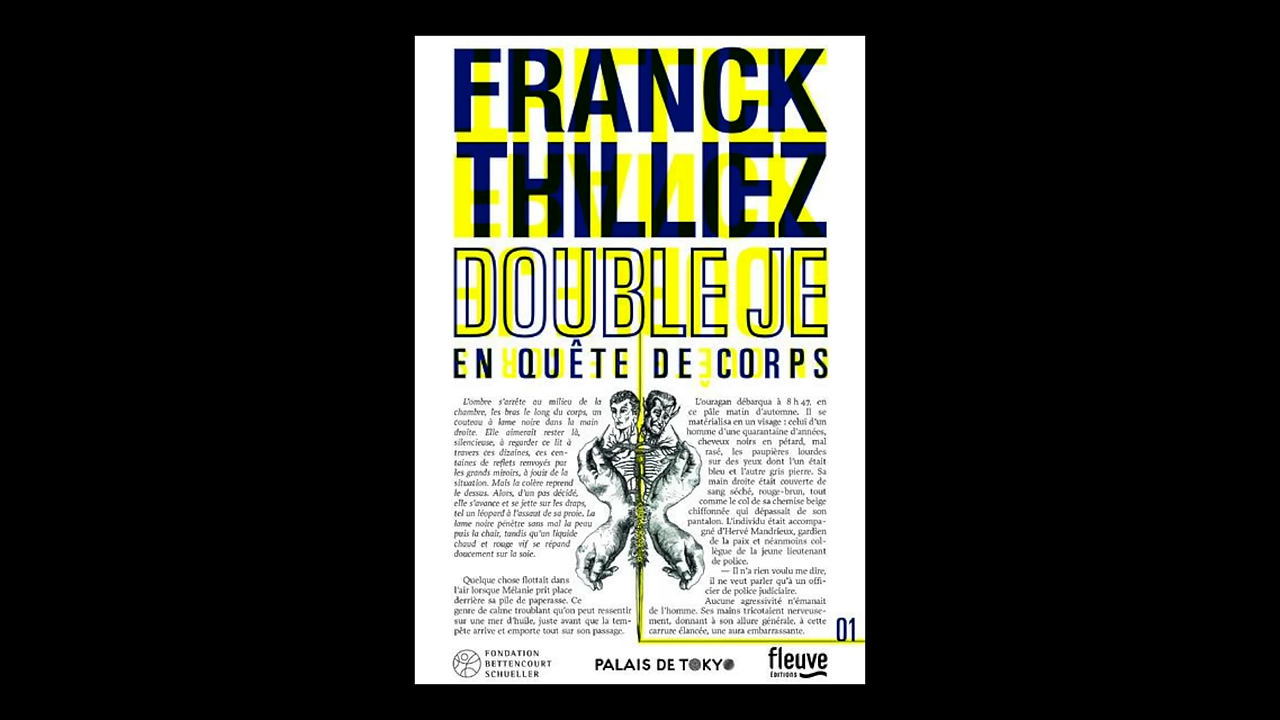 FRANCK
THILLIEZ
DOUBLE JE
EN QUÊTE DE CORPS
L'ombre s'arrête au milieu de la
chambre, les bras le long du corps, un
couteau à lame noire dans la main
droite. Elle aimerait rester là,
silencieuse, à regarder ce lit à
travers ces dizaines, ces cen-
taines de reflets renvoyés par
les grands miroirs, à jouir de la
situation. Mais la colère reprend
le dessus. Alors, d'un pas décidé,
elle s'avance et se jette sur les draps,
tel un léopard à l'assaut de sa proie. La
lame noire pénètre sans mal la peau
puis la chair, tandis qu'un liquide
chaud et rouge vif se répand
doucement sur la soie.
Quelque chose flottait dans
l'air lorsque Mélanie prit place
derrière sa pile de paperasse. Ce
genre de calme troublant qu'on peut ressentir
sur une mer d'huile, juste avant que la tem-
pête arrive et emporte tout sur son passage.
L'ouragan débarqua à 8 h 47, en
ce pâle matin d'automne. Il se
matérialisa en un visage : celui d'un
homme d'une quarantaine d'années,
cheveux noirs en pétard, mal
rasé, les paupières lourdes
sur des yeux dont l'un était
bleu et l'autre gris pierre. Sa
main droite était couverte de
sang séché, rouge-brun, tout
comme le col de sa chemise beige
chiffonnée qui dépassait de son
pantalon. L'individu était accompa-
gné d'Hervé Mandrieux, gardien
de la paix et néanmoins col-
lègue de la jeune lieutenant
de police.
— Il n'a rien voulu me dire,
il ne veut parler qu'à un offi-
cier de police judiciaire.
Aucune agressivité n'émanait
de l'homme. Ses mains tricotaient nerveuse-
ment, donnant à son allure générale, à cette
carrure élancée, une aura embarrassante.
01
FONDATION
BETTENCOURT
SCHUELLER
PALAIS DE TOKYO
fleuve
ÉDITIONS